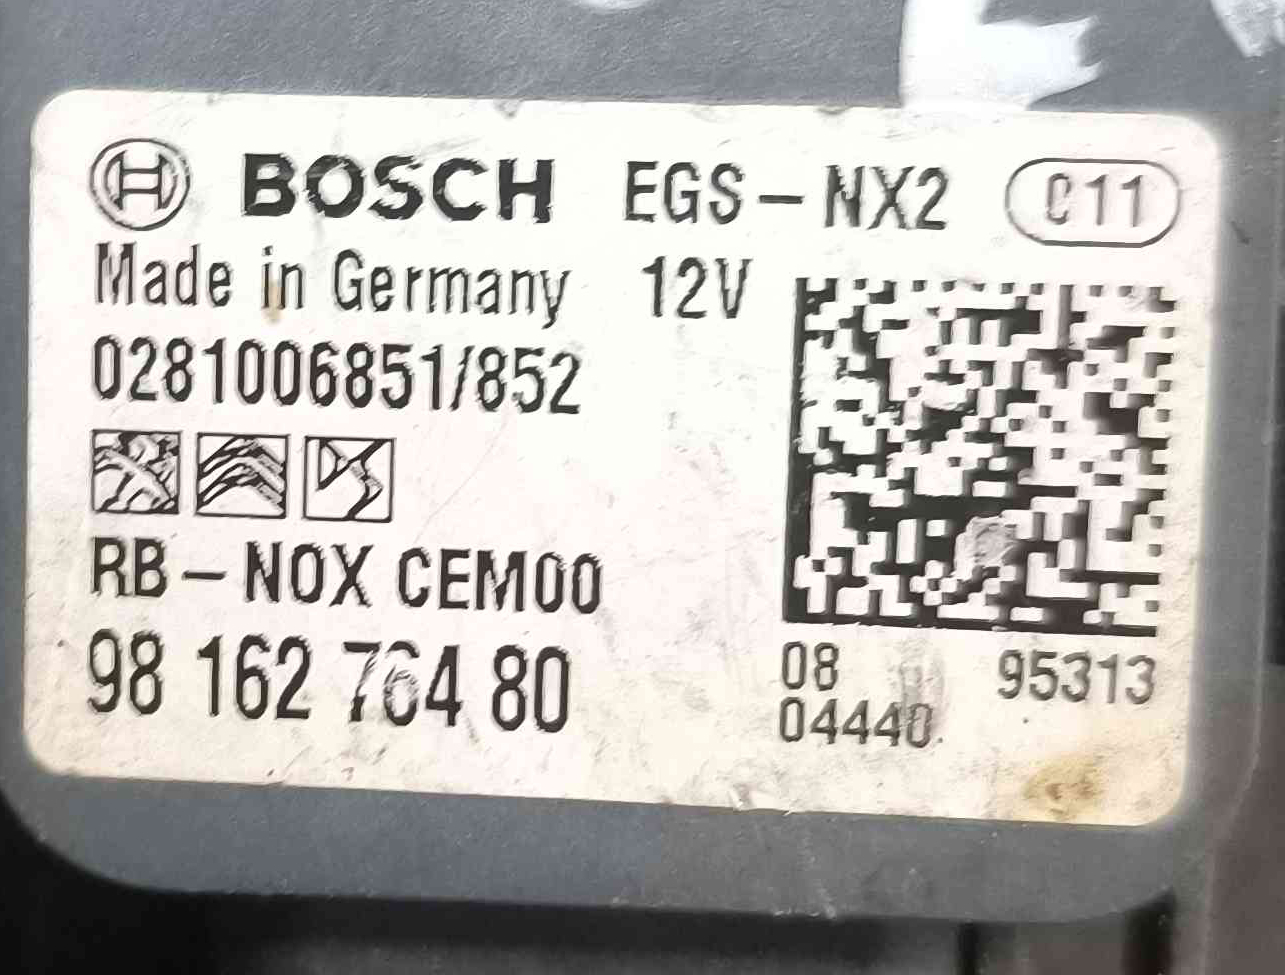 BOSCH EGS-NX2 C11
Made in Germany 12V
0281006851/852
RB-NOX CEM00
98 162 764 80
08 95313
04440